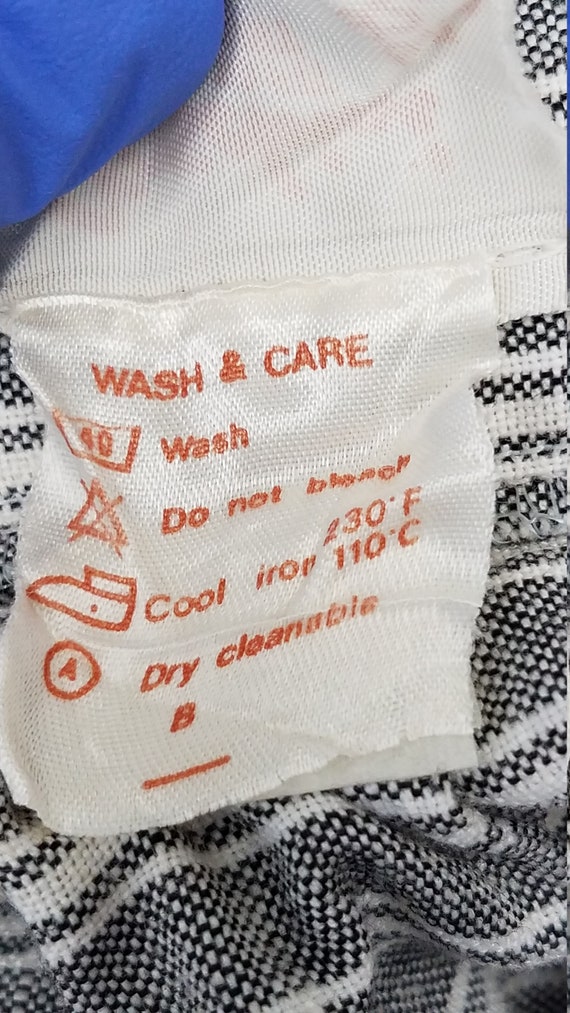 WASH & CARE
40 Wash
Do not bleach
230°F
Cool iron 110°C
A Dry cleanable
B